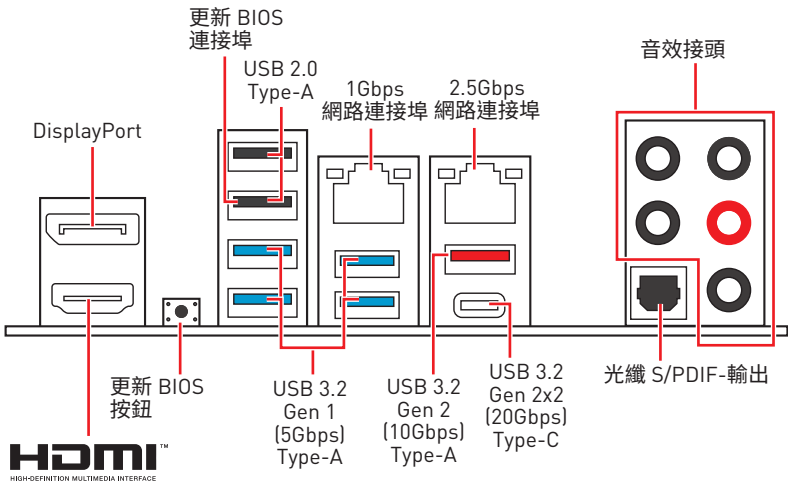 更新 BIOS
連接埠
USB 2.0
Type-A
1Gbps
網路連接埠
2.5Gbps
網路連接埠
音效接頭
DisplayPort
更新 BIOS
按鈕
USB 3.2
Gen 1
(5Gbps)
Type-A
USB 3.2
Gen 2
(10Gbps)
Type-A
USB 3.2
Gen 2x2
(20Gbps)
Type-C
光纖 S/PDIF-輸出
HDMI™
HIGH-DEFINITION MULTIMEDIA INTERFACE